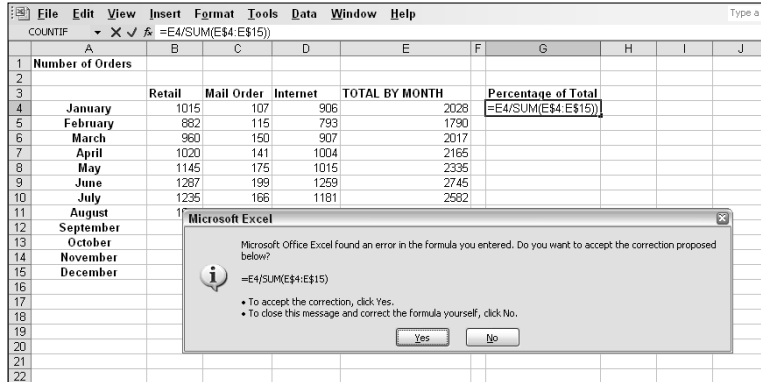 File Edit View Insert Format Tools Data Window Help Type a
COUNTIF fx =E4/SUM(E$4:E$15))
A B C D E F G H I J
1 Number of Orders
2
3 Retail Mail Order Internet TOTAL BY MONTH Percentage of Total
4 January 1015 107 906 2028 =E4/SUM(E$4:E$15))
5 February 882 115 793 1790
6 March 960 150 907 2017
7 April 1020 141 1004 2165
8 May 1145 175 1015 2335
9 June 1287 199 1259 2745
10 July 1235 166 1181 2582
11 August
12 September
13 October
14 November
15 December
16
17
18
19
20
21
22
Microsoft Excel
Microsoft Office Excel found an error in the formula you entered. Do you want to accept the correction proposed
below?
=E4/SUM(E$4:E$15)
• To accept the correction, click Yes.
• To close this message and correct the formula yourself, click No.
Yes No